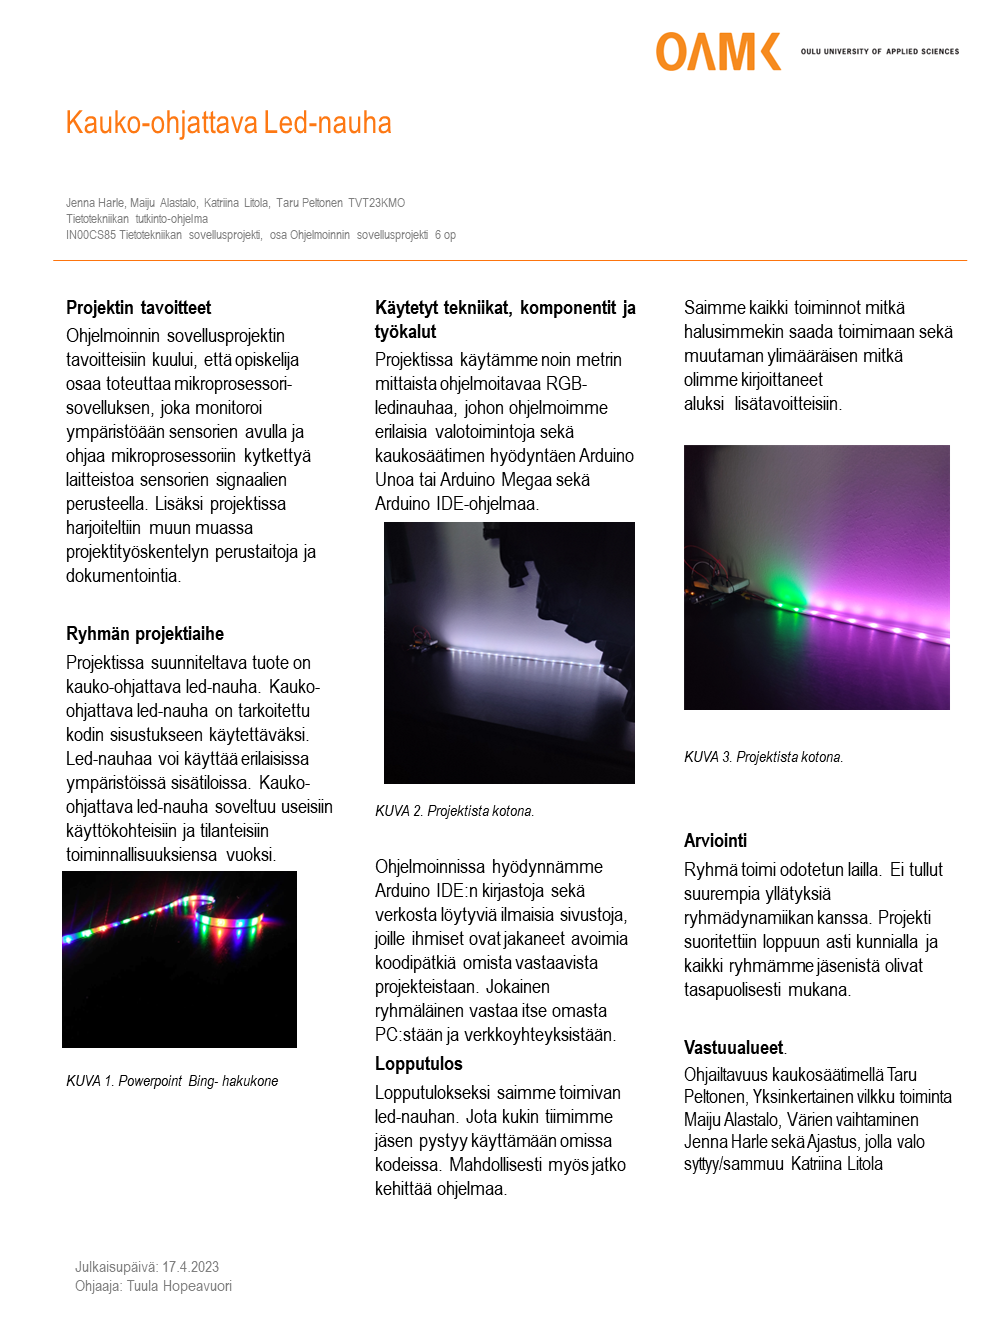 OAMK
OULU UNIVERSITY OF APPLIED SCIENCES
Kauko-ohjattava Led-nauha
Jenna Harle, Maiju Alastalo, Katriina Litola, Taru Peltonen TVT23KMO
Tietotekniikan tutkinto-ohjelma
IN00CS85 Tietotekniikan sovellusprojekti, osa Ohjelmoinnin sovellusprojekti 6 op
Projektin tavoitteet
Ohjelmoinnin sovellusprojektin
tavoitteisiin kuului, että opiskelija
osaa toteuttaa mikroprosessori-
sovelluksen, joka monitoroi
ympäristöään sensorien avulla ja
ohjaa mikroprosessoriin kytkettyä
laitteistoa sensorien signaalien
perusteella. Lisäksi projektissa
harjoiteltiin muun muassa
projektityöskentelyn perustaitoja ja
dokumentointia.
Ryhmän projektiaihe
Projektissa suunniteltava tuote on
kauko-ohjattava led-nauha. Kauko-
ohjattava led-nauha on tarkoitettu
kodin sisustukseen käytettäväksi.
Led-nauhaa voi käyttää erilaisissa
ympäristöissä sisätiloissa. Kauko-
ohjattava led-nauha soveltuu useisiin
käyttökohteisiin ja tilanteisiin
toiminnallisuuksiensa vuoksi.
KUVA 1. Powerpoint Bing- hakukone
Käytetyt tekniikat, komponentit ja
työkalut
Projektissa käytämme noin metrin
mittaista ohjelmoitavaa RGB-
ledinauhaa, johon ohjelmoimme
erilaisia valotoimintoja sekä
kaukosäätimen hyödyntäen Arduino
Unoa tai Arduino Megaa sekä
Arduino IDE-ohjelmaa.
KUVA 2. Projektista kotona.
Ohjelmoinnissa hyödynnämme
Arduino IDE:n kirjastoja sekä
verkosta löytyviä ilmaisia sivustoja,
joille ihmiset ovat jakaneet avoimia
koodipätkiä omista vastaavista
projekteistaan. Jokainen
ryhmäläinen vastaa itse omasta
PC:stään ja verkkoyhteyksistään.
Lopputulos
Lopputulokseksi saimme toimivan
led-nauhan. Jota kukin tiimimme
jäsen pystyy käyttämään omissa
kodeissa. Mahdollisesti myös jatko
kehittää ohjelmaa.
Saimme kaikki toiminnot mitkä
halusimmekin saada toimimaan sekä
muutaman ylimääräisen mitkä
olimme kirjoittaneet
aluksi lisätavoitteisiin.
KUVA 3. Projektista kotona.
Arviointi
Ryhmä toimi odotetun lailla. Ei tullut
suurempia yllätyksiä
ryhmädynamiikan kanssa. Projekti
suoritettiin loppuun asti kunnialla ja
kaikki ryhmämme jäsenistä olivat
tasapuolisesti mukana.
Vastuualueet.
Ohjailtavuus kaukosäätimellä Taru
Peltonen, Yksinkertainen vilkku toiminta
Maiju Alastalo, Värien vaihtaminen
Jenna Harle sekä Ajastus, jolla valo
syttyy/sammuu Katriina Litola
Julkaisupäivä: 17.4.2023
Ohjaaja: Tuula Hopeavuori